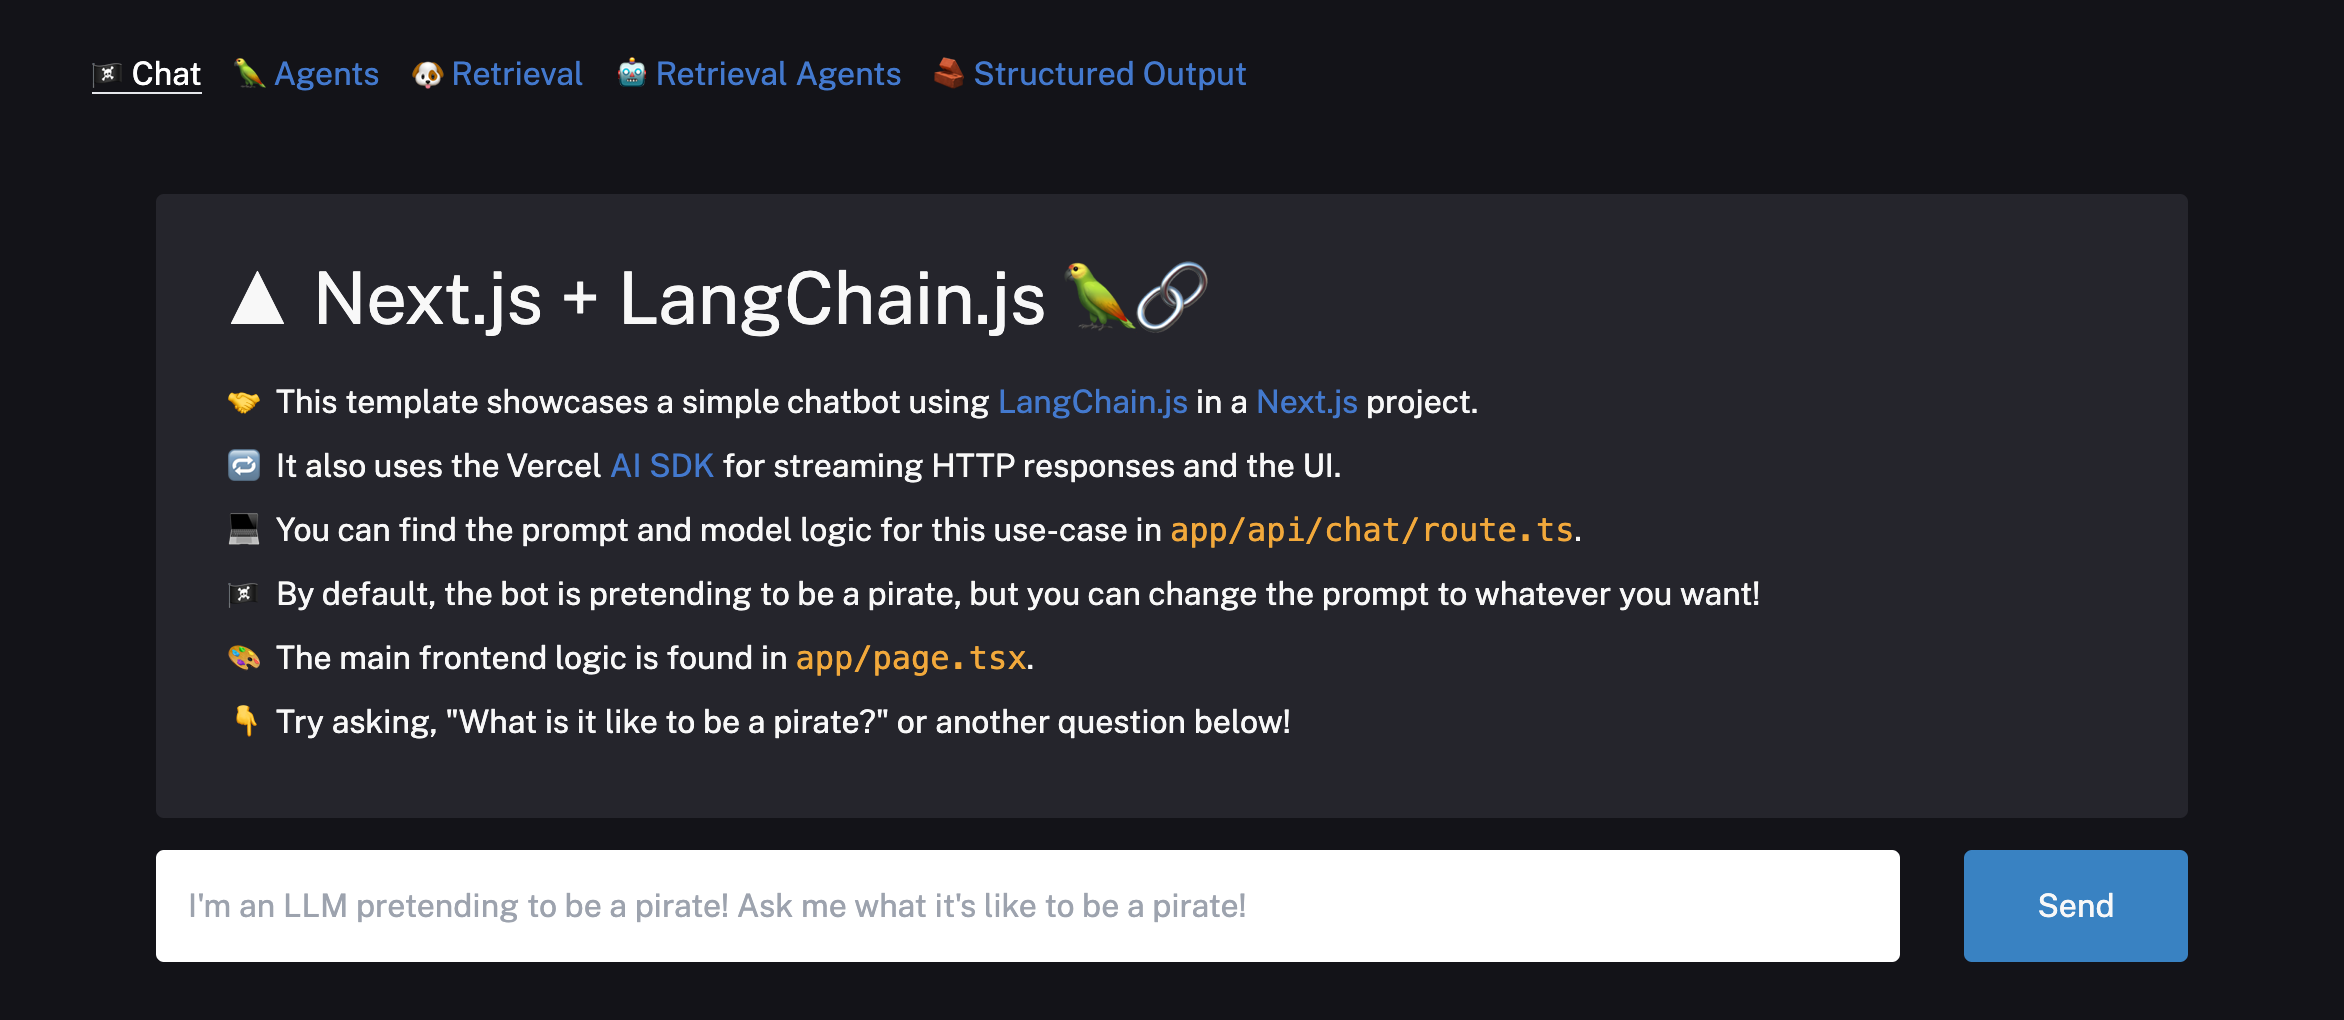 🏴‍☠️ Chat 🦜 Agents 🐶 Retrieval 🤖 Retrieval Agents 🧱 Structured Output
▲ Next.js + LangChain.js 🦜🔗
🤝 This template showcases a simple chatbot using LangChain.js in a Next.js project.
🔁 It also uses the Vercel AI SDK for streaming HTTP responses and the UI.
💻 You can find the prompt and model logic for this use-case in app/api/chat/route.ts.
🏴‍☠️ By default, the bot is pretending to be a pirate, but you can change the prompt to whatever you want!
🎨 The main frontend logic is found in app/page.tsx.
👇 Try asking, "What is it like to be a pirate?" or another question below!
I'm an LLM pretending to be a pirate! Ask me what it's like to be a pirate!
Send